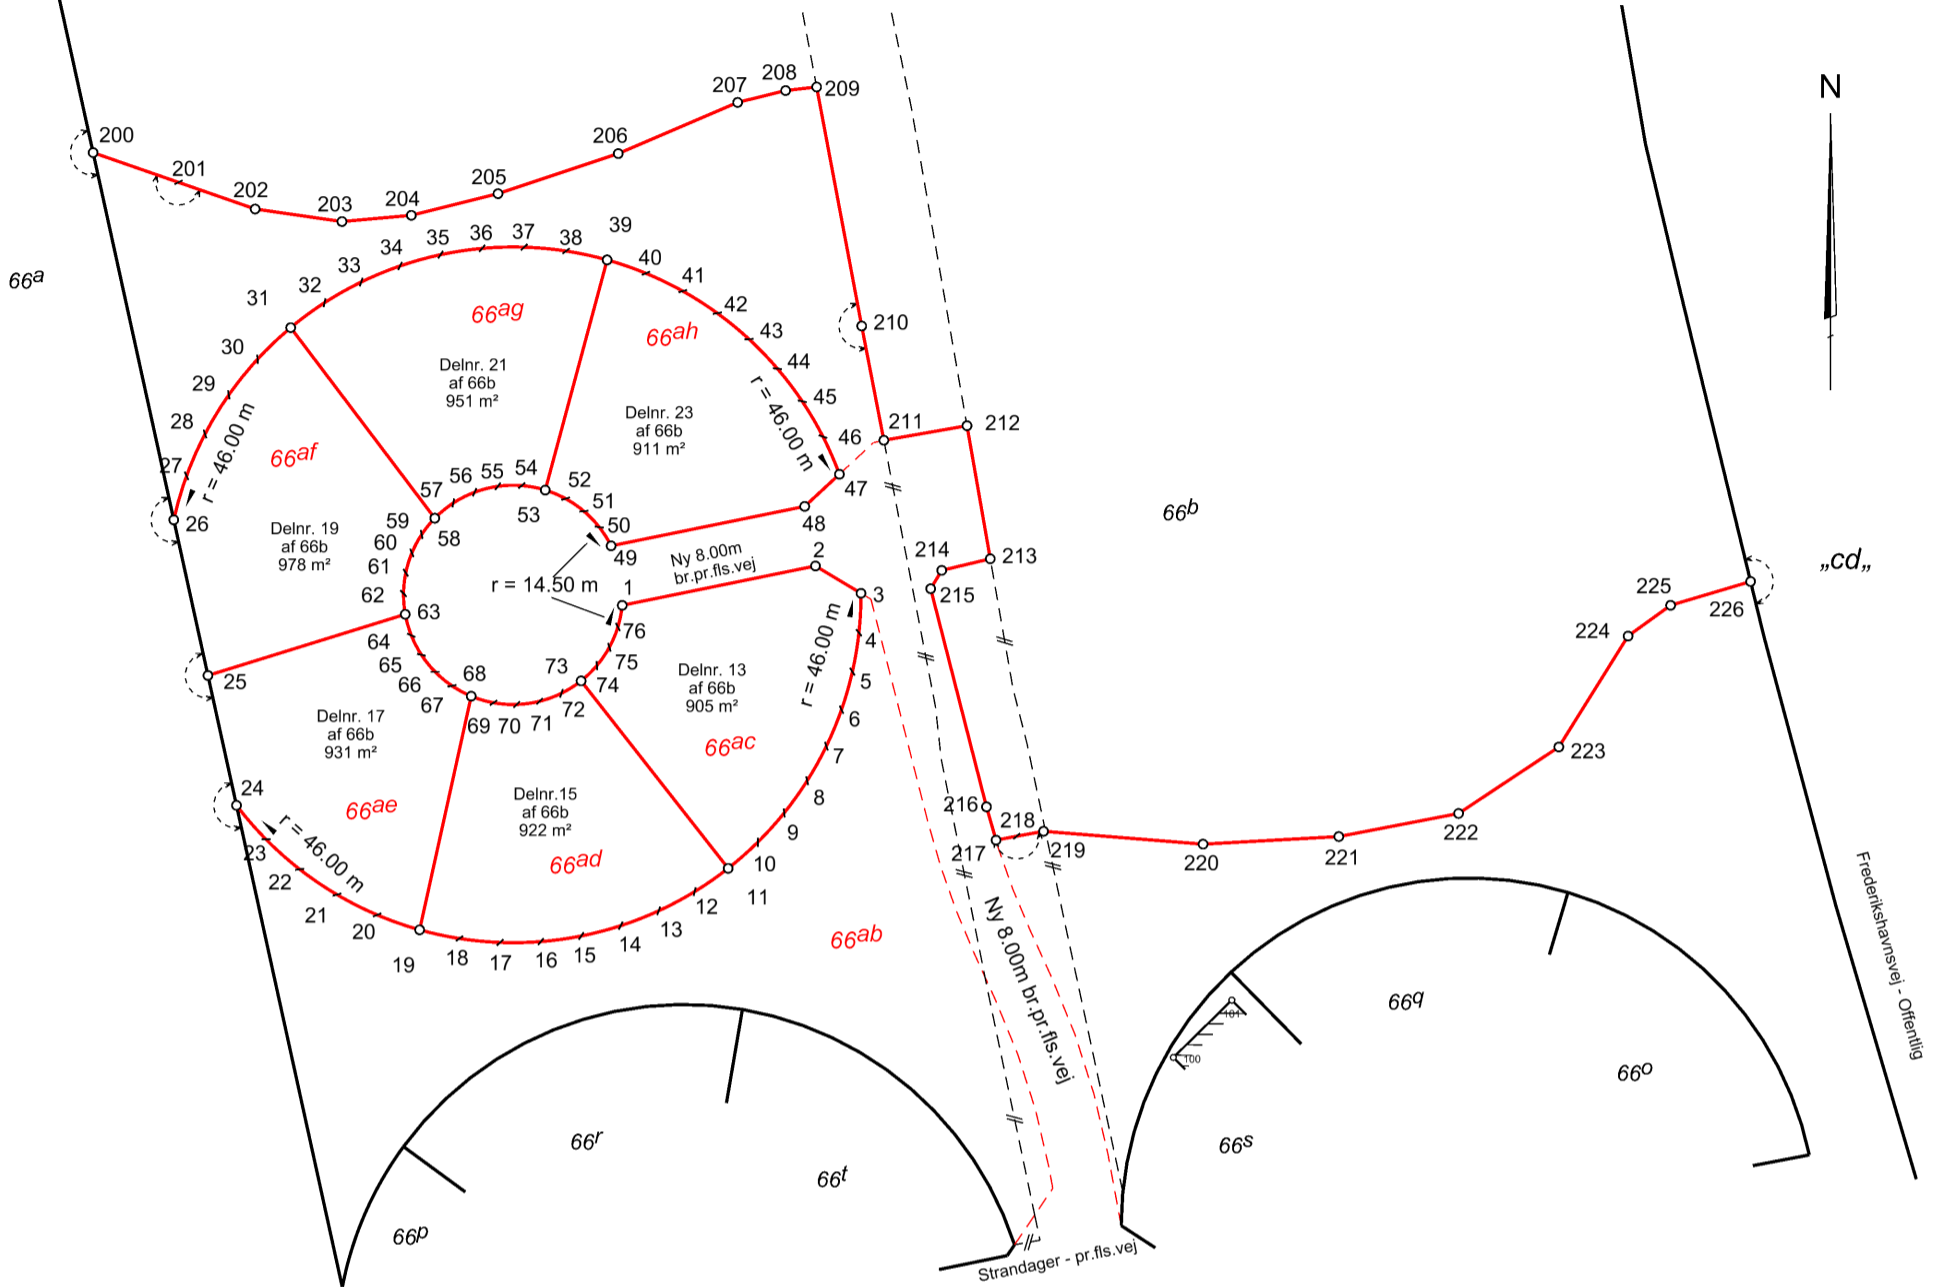 N
207
208
209
200
201
202
203
204
205
206
66a
31
32
33
34
35
36
37
38
39
40
41
42
43
44
45
46
47
210
211
212
66ag
66ah
Delnr. 21
af 66b
951 m²
Delnr. 23
af 66b
911 m²
r = 46.00 m
r = 46.00 m
30
29
28
27
26
66af
Delnr. 19
af 66b
978 m²
57
56
55
54
53
52
51
50
49
48
59
58
60
61
62
63
64
65
66
67
68
69
70
71
72
73
74
75
76
1
2
3
r = 14.50 m
Ny 8.00m
br.pr.fls.vej
66b
„cd„
213
214
215
225
226
224
223
222
221
220
219
218
217
216
25
24
Delnr. 17
af 66b
931 m²
66ae
r = 46.00 m
Delnr.15
af 66b
922 m²
66ad
Delnr. 13
af 66b
905 m²
66ac
r = 46.00 m
4
5
6
7
8
9
10
11
12
13
14
15
16
17
18
19
20
21
22
23
66ab
Ny 8.00m br.pr.fls.vej
Frederikshavnsvej - Offentlig
66q
66o
66s
101
100
66r
66t
66p
Strandager - pr.fls.vej